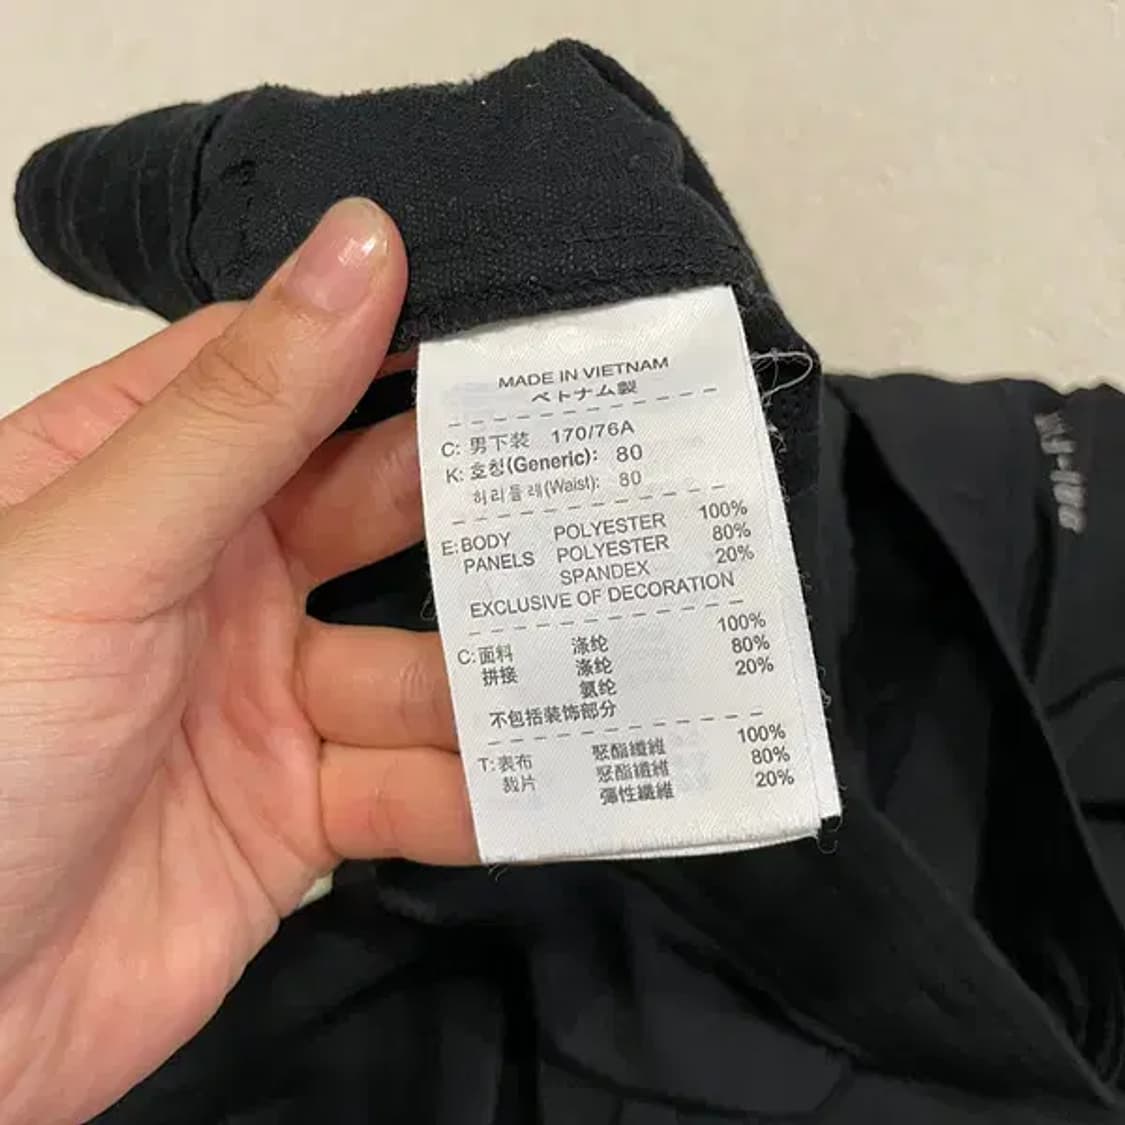 MADE IN VIETNAM
ベトナム製
C: 男下装 170/76A
K: 호칭(Generic): 80
허리둘레(Waist): 80
E: BODY POLYESTER 100%
PANELS POLYESTER 80%
SPANDEX 20%
EXCLUSIVE OF DECORATION
C: 面料 涤纶 100%
拼接 涤纶 80%
氨纶 20%
不包括装饰部分
T: 表布 聚酯纖維 100%
裁片 聚酯纖維 80%
彈性纖維 20%